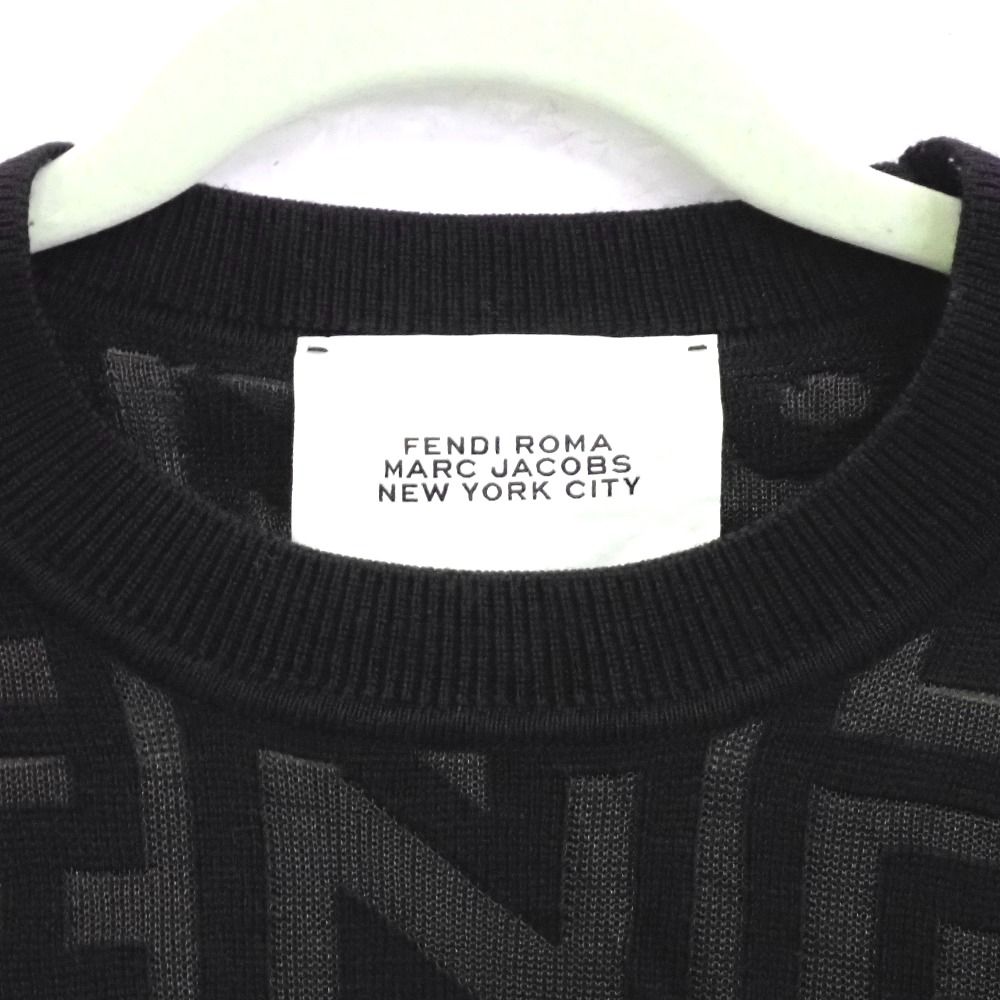 FENDI ROMA
MARC JACOBS
NEW YORK CITY